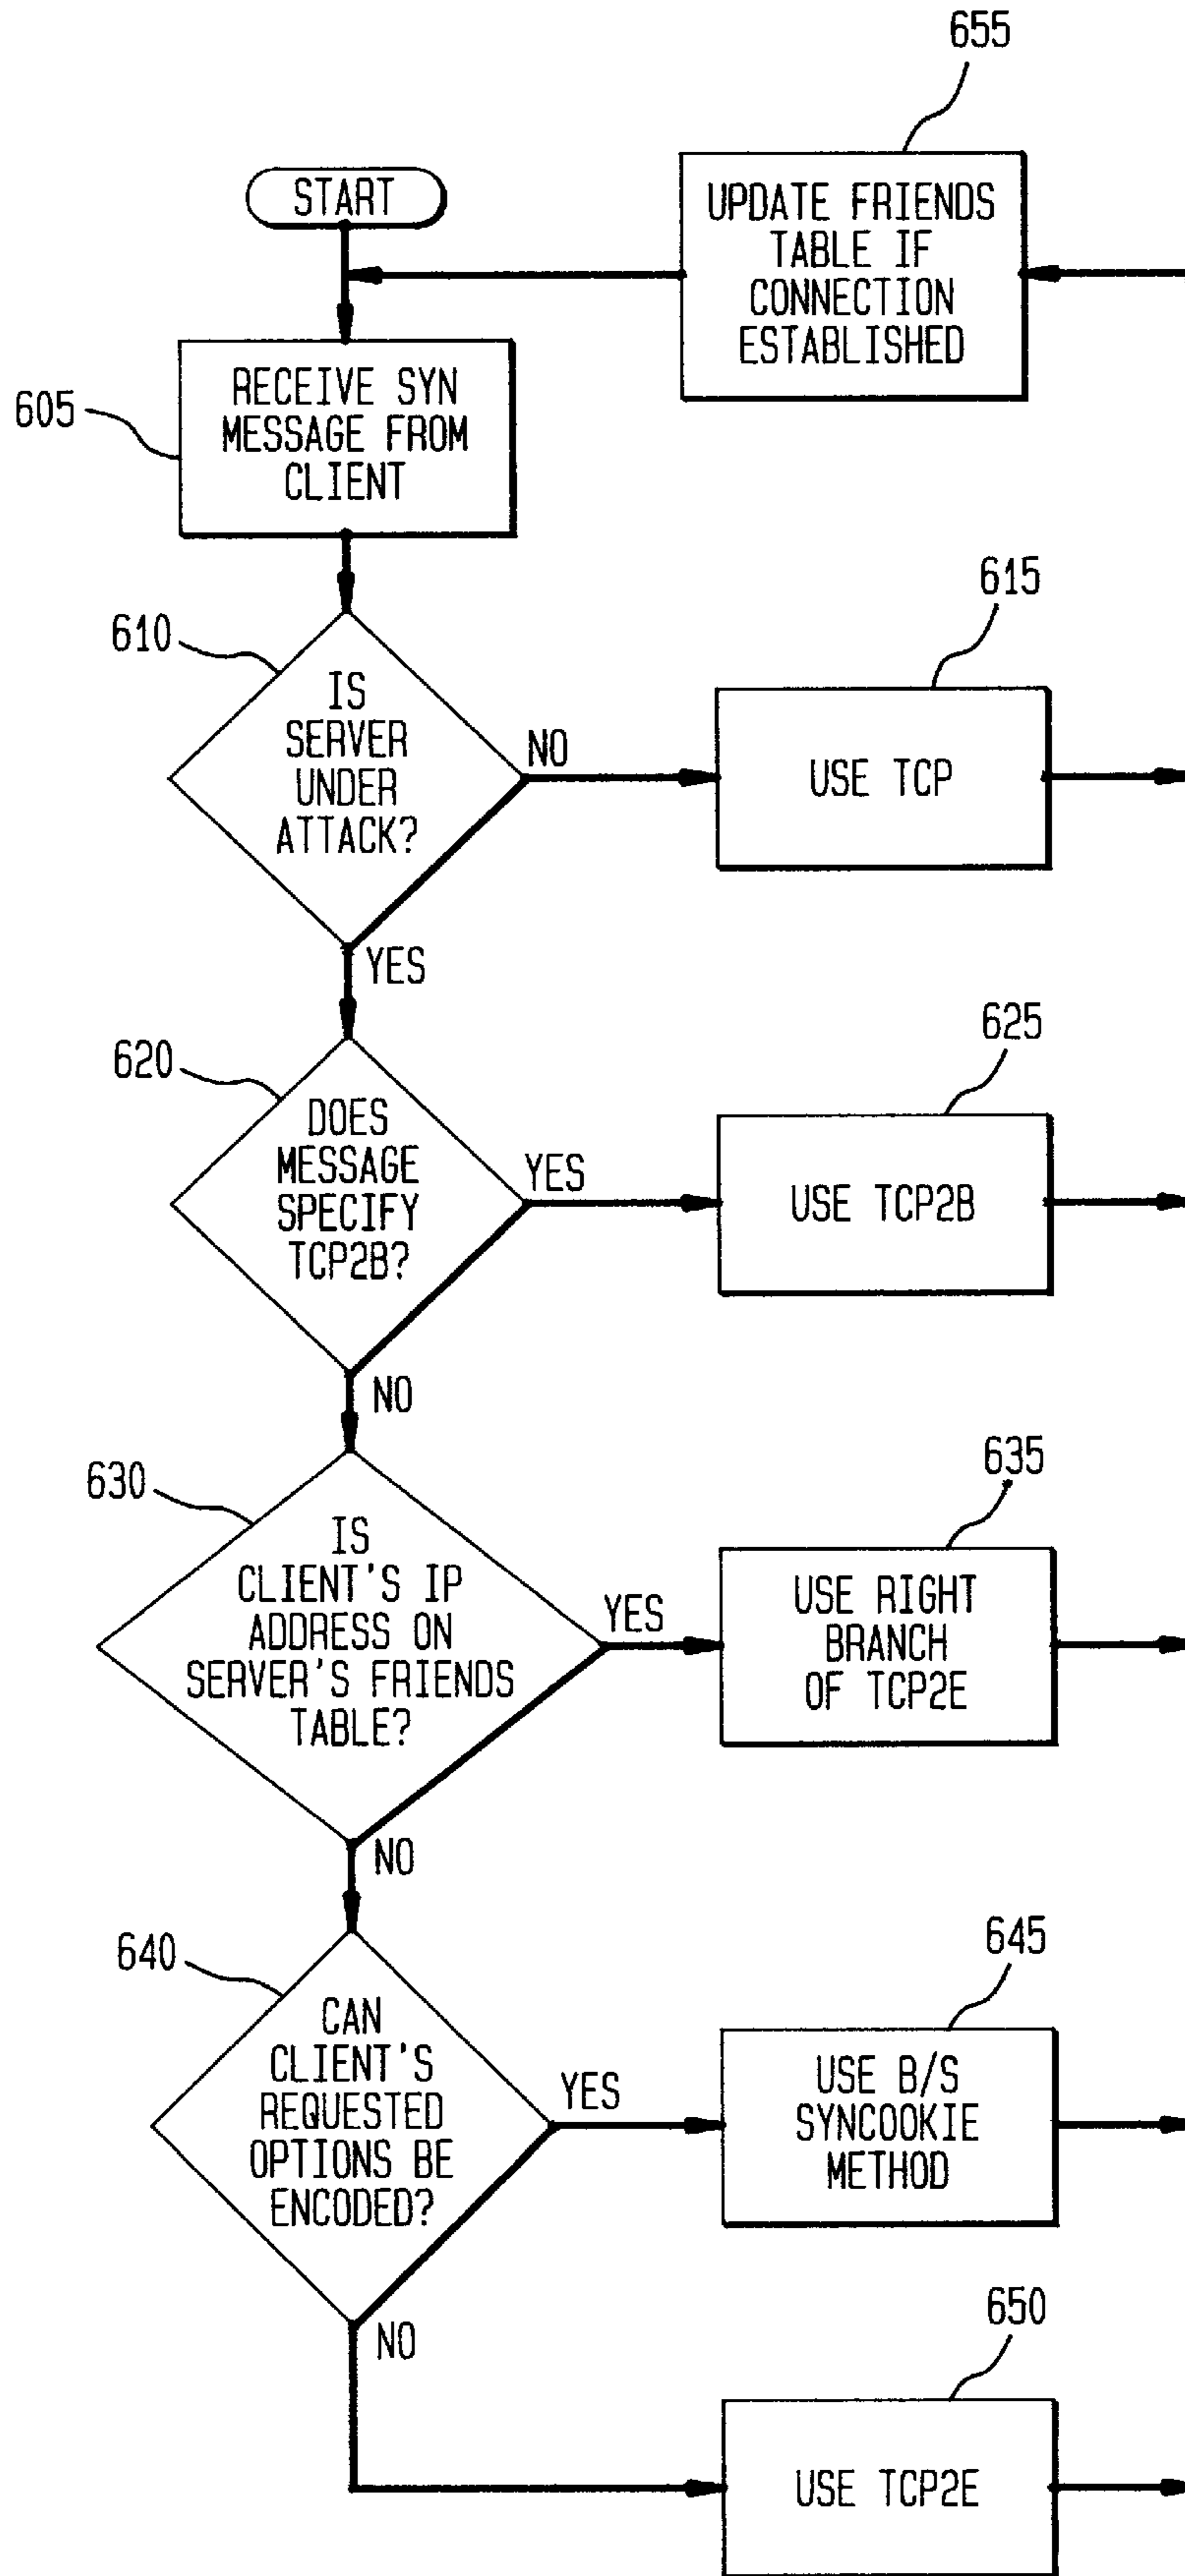 655
START
UPDATE FRIENDS
TABLE IF
CONNECTION
ESTABLISHED
605
RECEIVE SYN
MESSAGE FROM
CLIENT
610
IS
SERVER
UNDER
ATTACK?
NO
YES
615
USE TCP
620
DOES
MESSAGE
SPECIFY
TCP2B?
YES
NO
625
USE TCP2B
630
IS
CLIENT'S IP
ADDRESS ON
SERVER'S FRIENDS
TABLE?
YES
NO
635
USE RIGHT
BRANCH
OF TCP2E
640
CAN
CLIENT'S
REQUESTED
OPTIONS BE
ENCODED?
YES
NO
645
USE B/S
SYNCOOKIE
METHOD
650
USE TCP2E